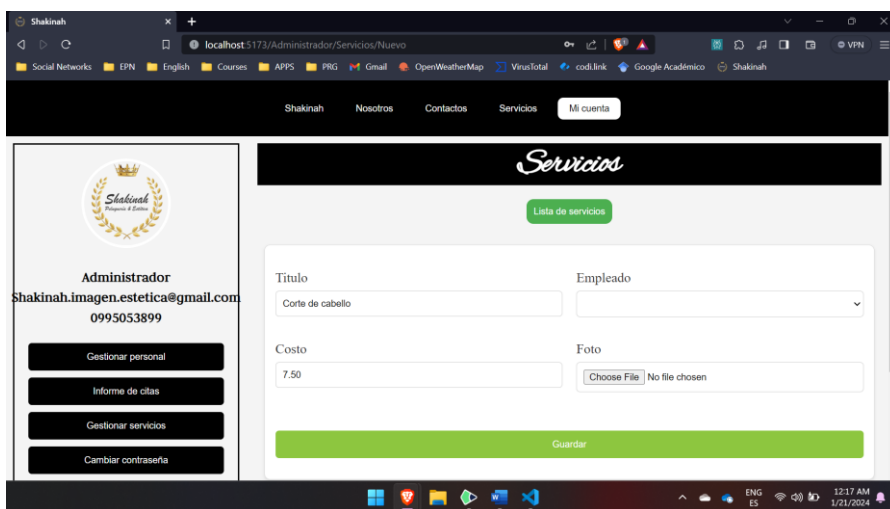 Shakinah
localhost:5173/Administrador/Servicios/Nuevo
VPN
Social Networks EPN English Courses APPS PRG Gmail OpenWeatherMap VirusTotal codi.link Google Académico Shakinah
Shakinah Nosotros Contactos Servicios Mi cuenta
Servicios
Shakinah
Peluquería & Estética
Lista de servicios
Administrador
Shakinah.imagen.estetica@gmail.com
0995053899
Gestionar personal
Informe de citas
Gestionar servicios
Cambiar contraseña
Titulo
Corte de cabello
Empleado
Costo
7.50
Foto
Choose File No file chosen
Guardar
ENG
ES
12:17 AM
1/21/2024